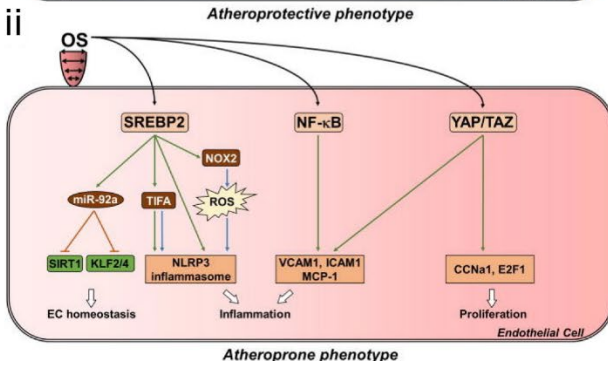 Atheroprotective phenotype
ii
OS
SREBP2
NF-κB
YAP/TAZ
NOX2
miR-92a
TIFA
ROS
SIRT1
KLF2/4
NLRP3
inflammasome
VCAM1, ICAM1
MCP-1
CCNa1, E2F1
EC homeostasis
Inflammation
Proliferation
Endothelial Cell
Atheroprone phenotype